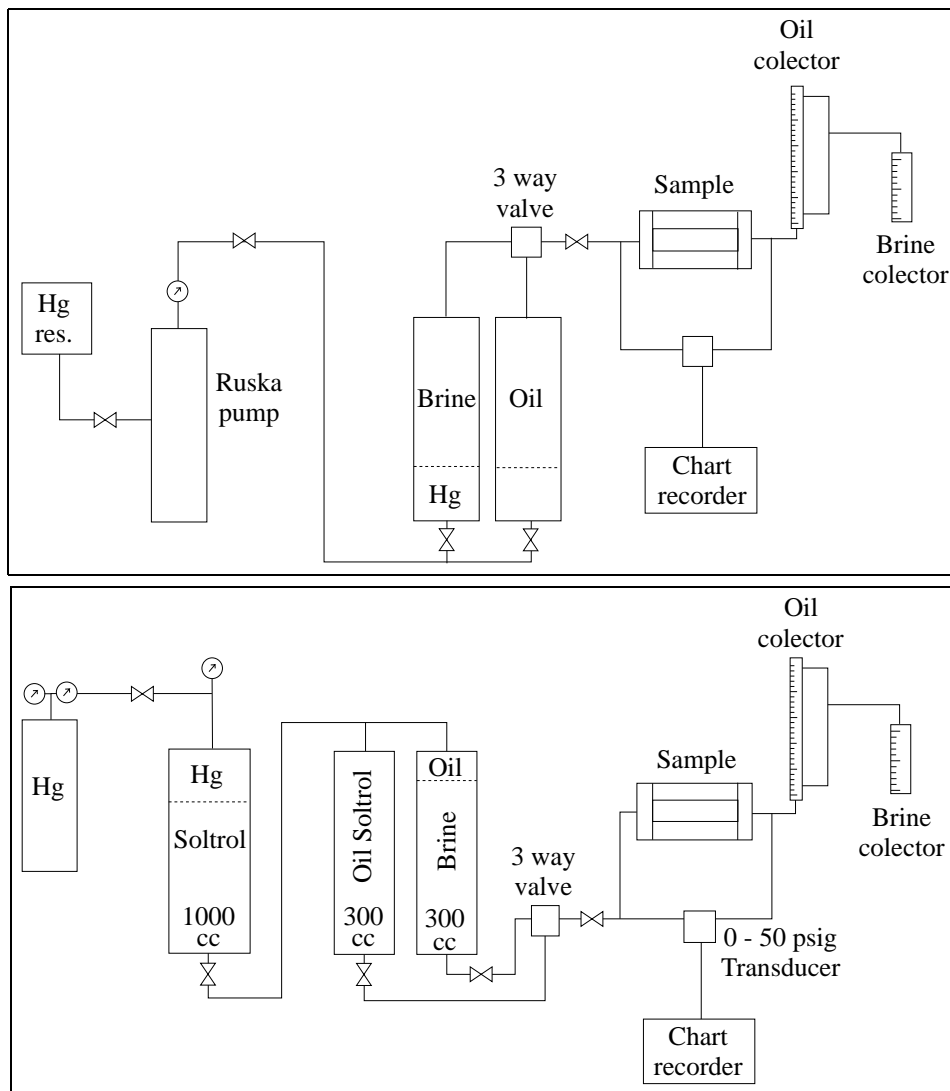 Oil
colector
3 way
valve
Sample
Brine
colector
Hg
res.
Ruska
pump
Brine
Oil
Hg
Chart
recorder
Oil
colector
Hg
Hg
Soltrol
1000
cc
Oil Soltrol
300
cc
Oil
Brine
300
cc
3 way
valve
Sample
Brine
colector
0 - 50 psig
Transducer
Chart
recorder